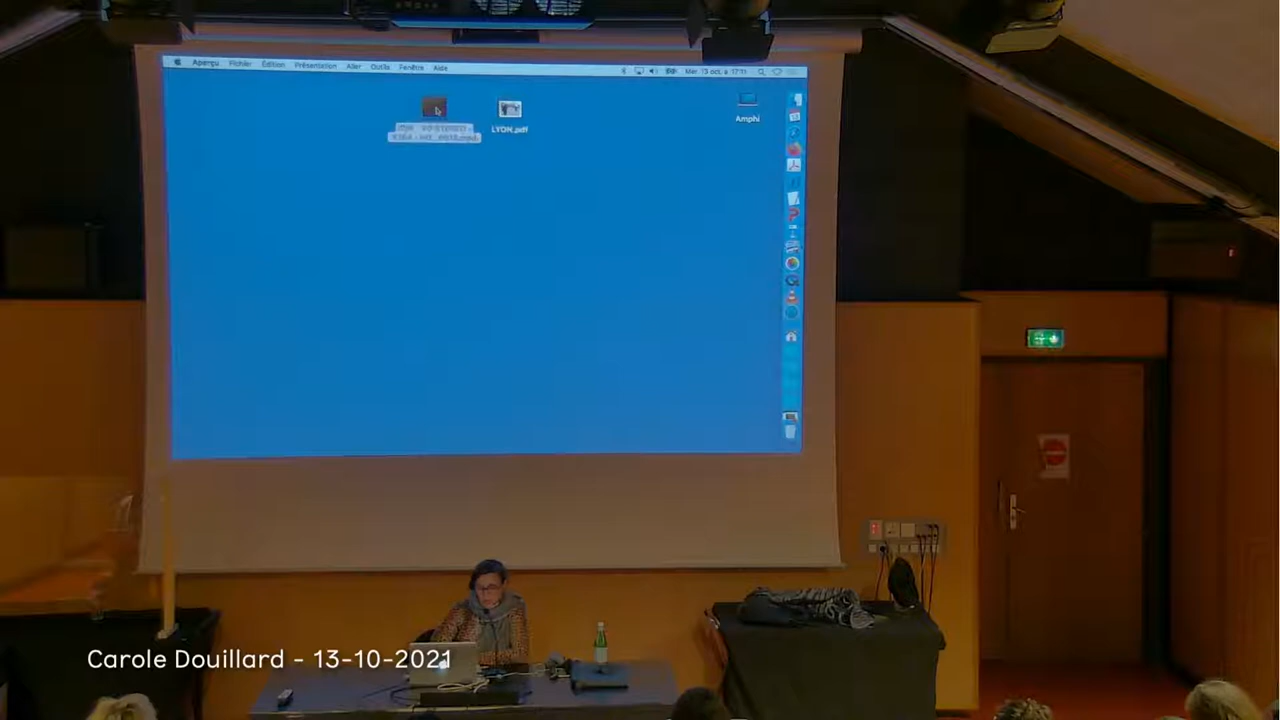 Aperçu Fichier Édition Présentation Aller Outils Fenêtre Aide
LYON.pdf
Amphi
Carole Douillard - 13-10-2021